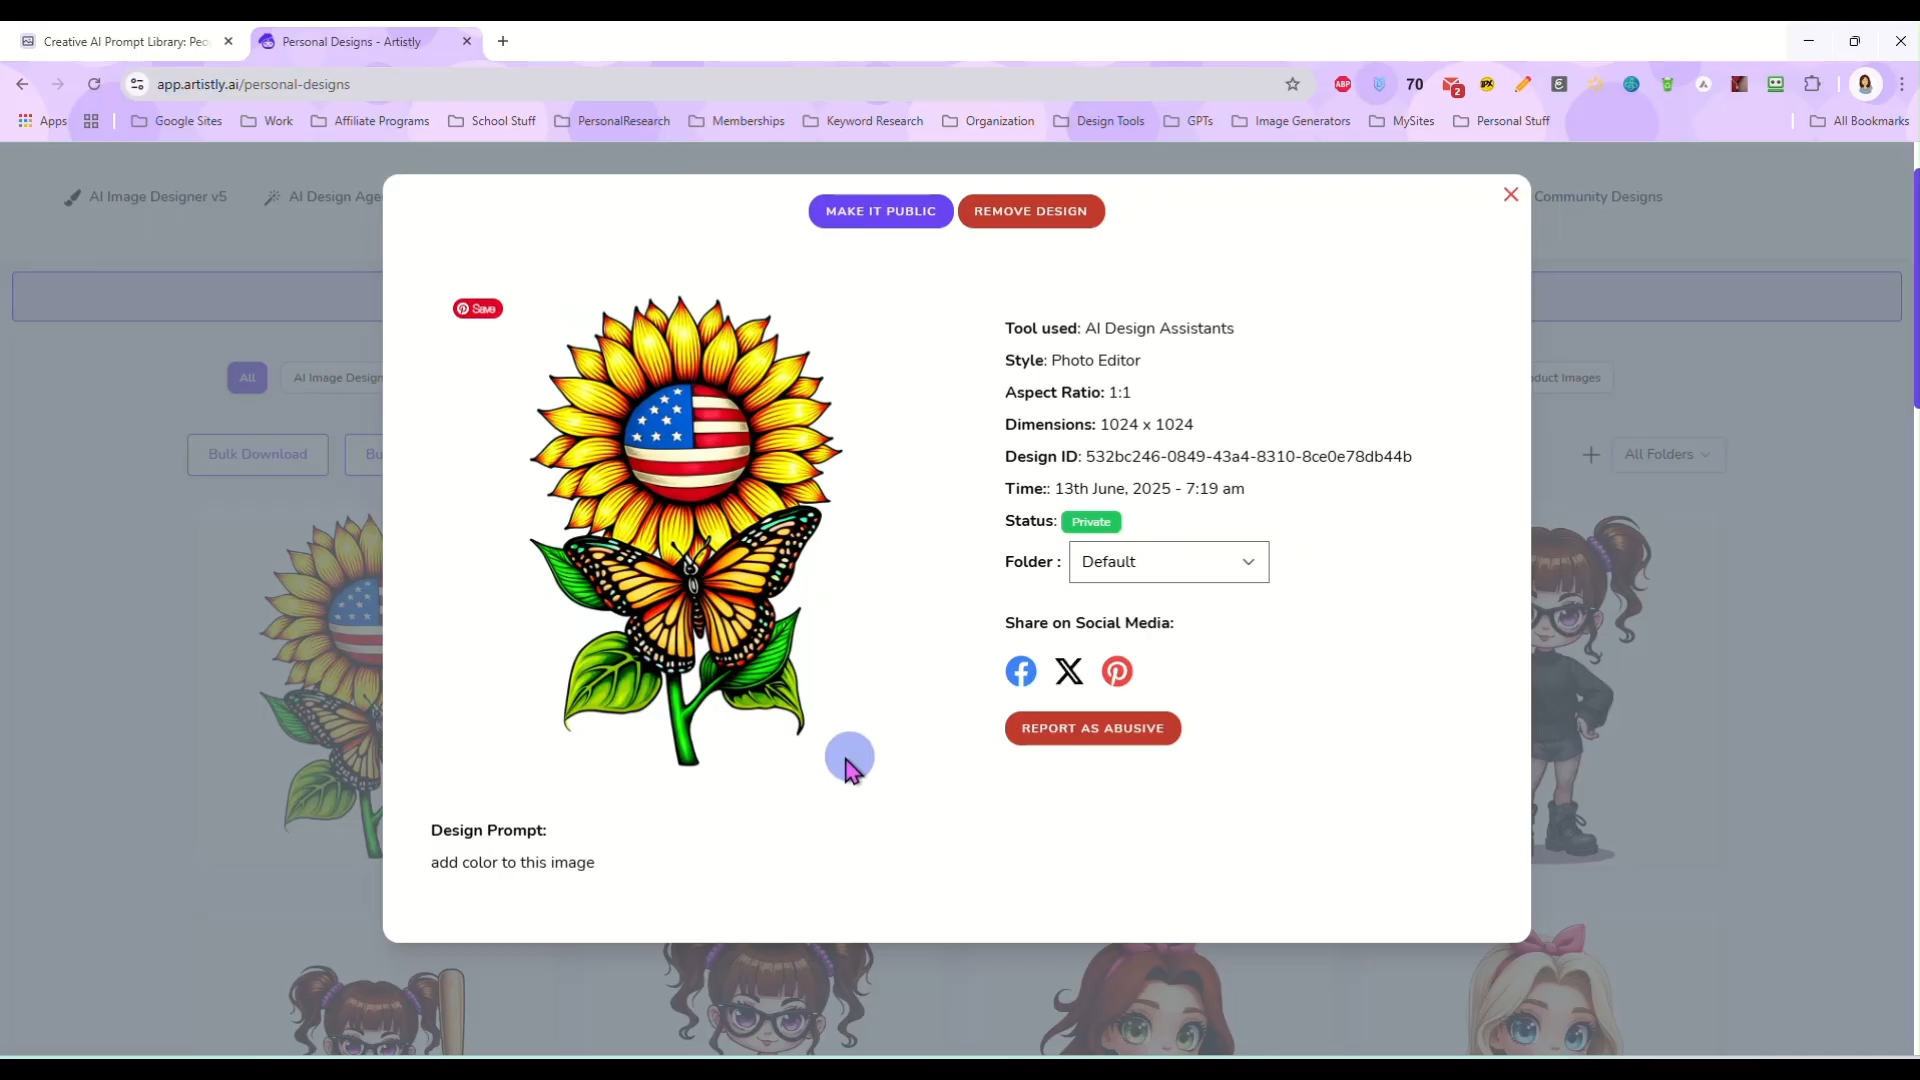 Creative AI Prompt Library: Peo
Personal Designs - Artistly
app.artistly.ai/personal-designs
ABP
70
2
Apps
Google Sites
Work
Affiliate Programs
School Stuff
PersonalResearch
Memberships
Keyword Research
Organization
Design Tools
GPTs
Image Generators
MySites
Personal Stuff
All Bookmarks
AI Image Designer v5
AI Design Age
Community Designs
MAKE IT PUBLIC
REMOVE DESIGN
Save
Tool used: AI Design Assistants
Style: Photo Editor
Aspect Ratio: 1:1
Dimensions: 1024 x 1024
Design ID: 532bc246-0849-43a4-8310-8ce0e78db44b
Time:: 13th June, 2025 - 7:19 am
Status: Private
Folder : Default
All
AI Image Design
duct Images
Bulk Download
Bu
All Folders
Share on Social Media:
REPORT AS ABUSIVE
Design Prompt:
add color to this image